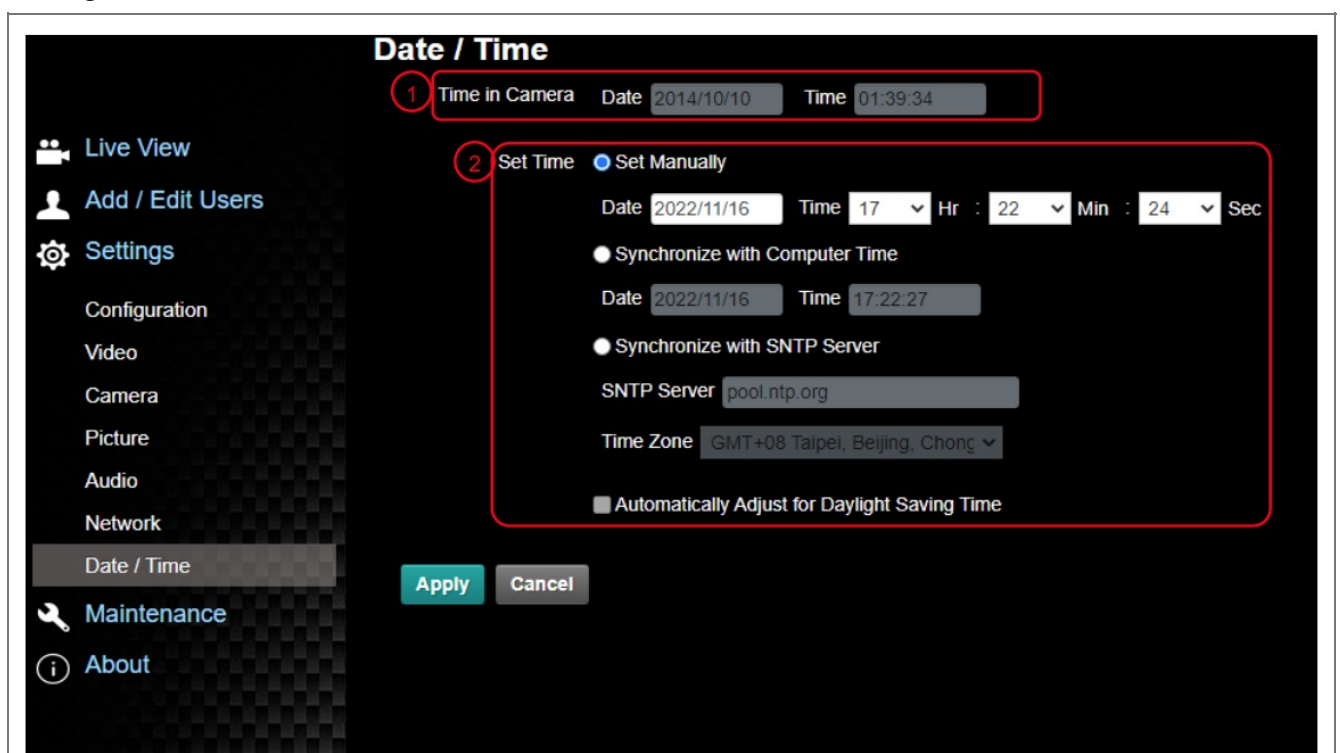 Date / Time
1 Time in Camera Date 2014/10/10 Time 01:39:34
Live View
Add / Edit Users
Settings
Configuration
Video
Camera
Picture
Audio
Network
Date / Time
Maintenance
About
2 Set Time Set Manually
Date 2022/11/16 Time 17 Hr : 22 Min : 24 Sec
Synchronize with Computer Time
Date 2022/11/16 Time 17:22:27
Synchronize with SNTP Server
SNTP Server pool.ntp.org
Time Zone GMT+08 Taipei, Beijing, Chong
Automatically Adjust for Daylight Saving Time
Apply Cancel